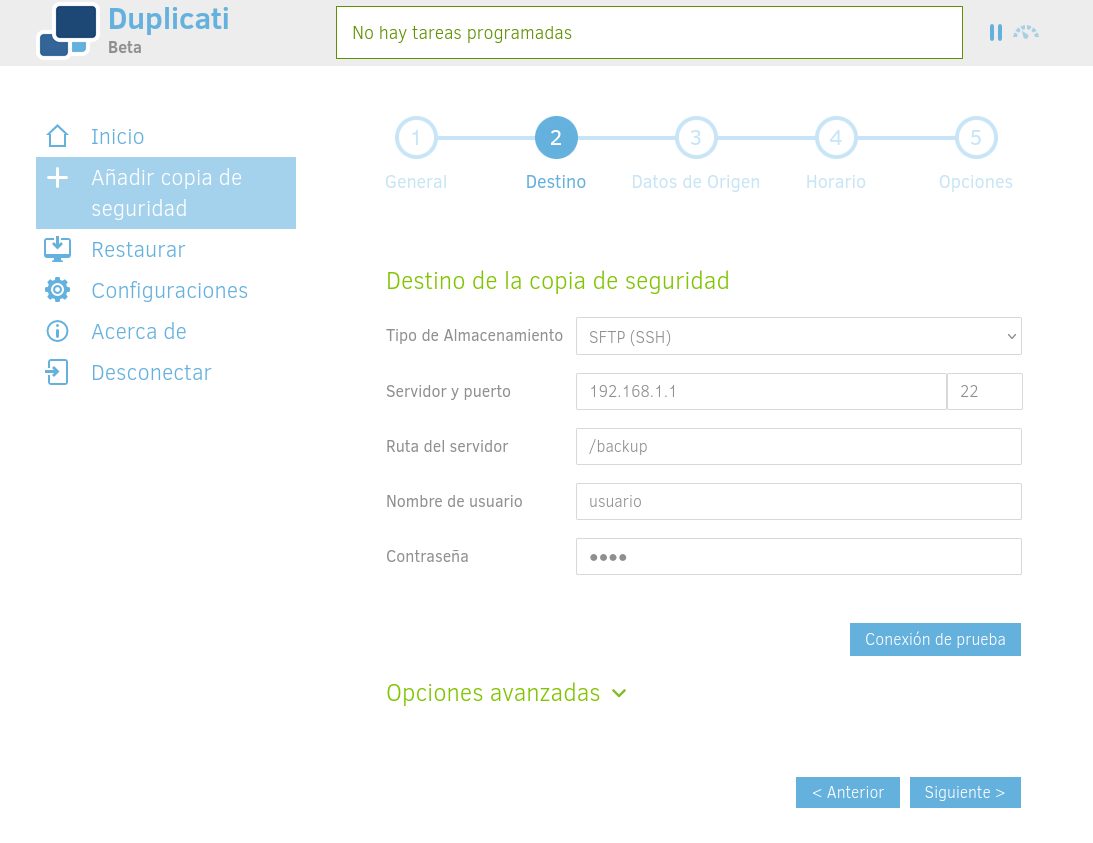 Duplicati
Beta
No hay tareas programadas
Inicio
Añadir copia de
seguridad
Restaurar
Configuraciones
Acerca de
Desconectar
1 2 3 4 5
General Destino Datos de Origen Horario Opciones
Destino de la copia de seguridad
Tipo de Almacenamiento SFTP (SSH)
Servidor y puerto 192.168.1.1 22
Ruta del servidor /backup
Nombre de usuario usuario
Contraseña ●●●●
Conexión de prueba
Opciones avanzadas
< Anterior Siguiente >